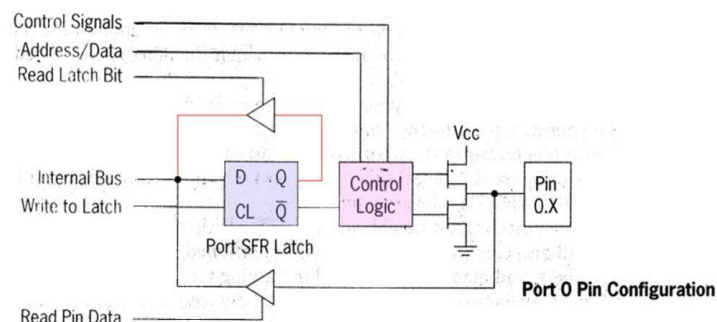 Control Signals
Address/Data
Read Latch Bit
Vcc
Internal Bus
D Q
Control
Logic
Pin
0.X
Write to Latch
CL Q̅
Port SFR Latch
Port 0 Pin Configuration
Read Pin Data